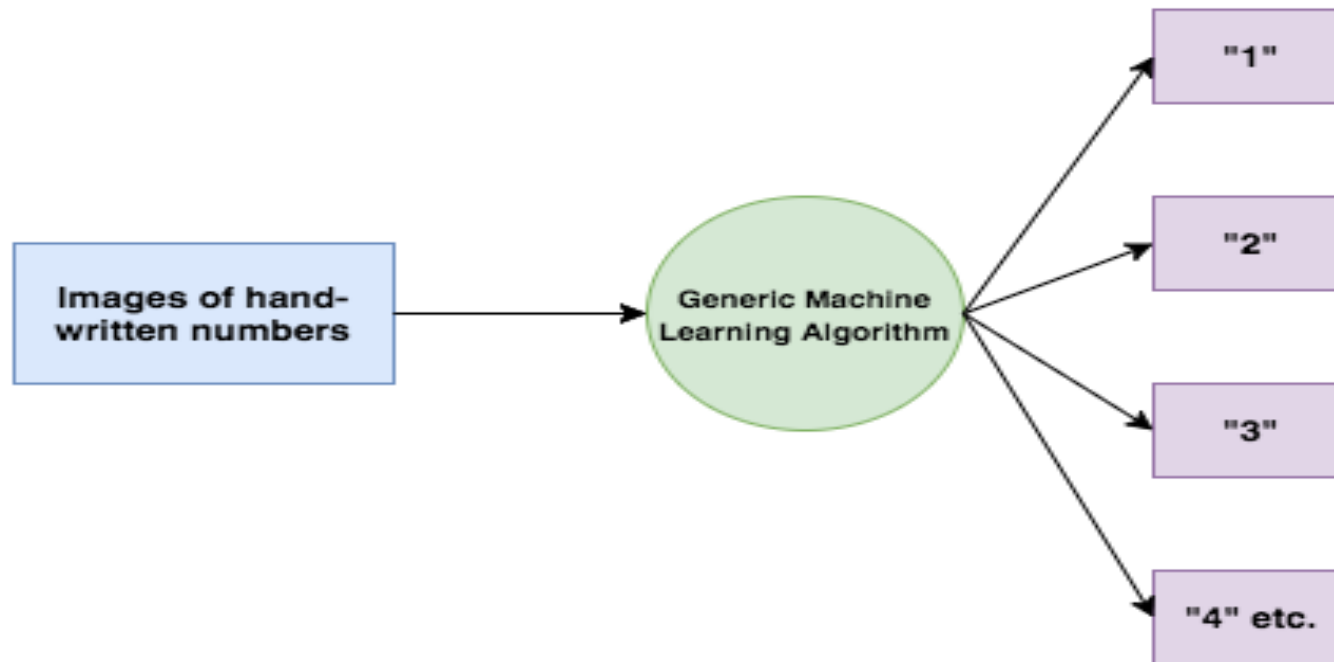 Images of hand-
written numbers
Generic Machine
Learning Algorithm
"1"
"2"
"3"
"4" etc.